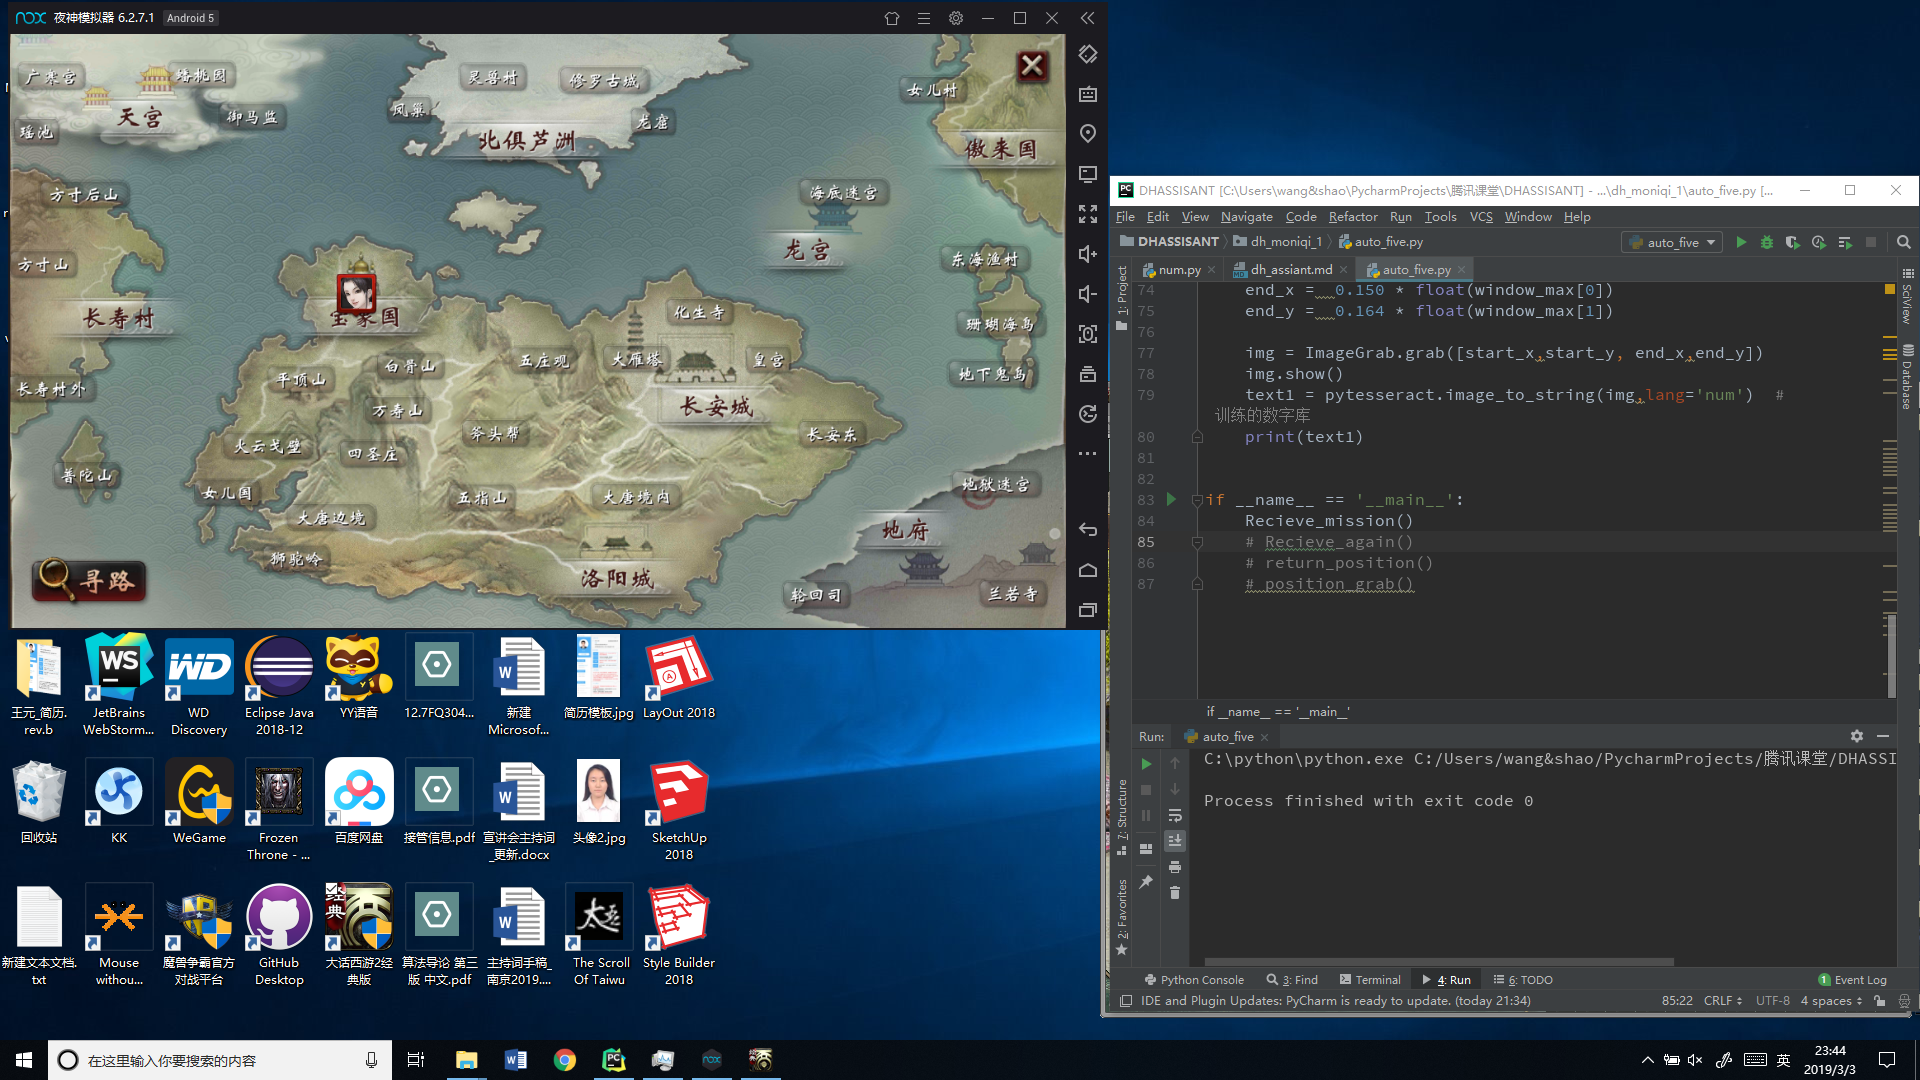 nox 夜神模拟器 6.2.7.1 Android 5
广寒宫
蟠桃园
天宫
御马监
瑶池
灵兽村
修罗古城
凤巢
龙窟
北俱芦洲
女儿村
傲来国
方寸后山
海底迷宫
龙宫
东海渔村
方寸山
长寿村
宝象国
化生寺
珊瑚海岛
白骨山
五庄观
大雁塔
皇宫
平顶山
地下鬼岛
长寿村外
万寿山
长安城
斧头帮
长安东
火云戈壁
四圣庄
普陀山
女儿国
五指山
大唐境内
地狱迷宫
大唐边境
地府
狮驼岭
洛阳城
寻路
轮回司
兰若寺
王元_简历.rev.b
JetBrains WebStorm...
WD Discovery
Eclipse Java 2018-12
YY语音
12.7FQ304...
新建 Microsof...
简历模板.jpg
LayOut 2018
回收站
KK
WeGame
Frozen Throne - ...
百度网盘
接管信息.pdf
宣讲会主持词_更新.docx
头像2.jpg
SketchUp 2018
新建文本文档.txt
Mouse withou...
魔兽争霸官方对战平台
GitHub Desktop
大话西游2经典版
算法导论 第三版 中文.pdf
主持词手稿_南京2019....
The Scroll Of Taiwu
Style Builder 2018
DHASSISANT [C:\Users\wang&shao\PycharmProjects\腾讯课堂\DHASSISANT] - ...\dh_moniqi_1\auto_five.py [...
File Edit View Navigate Code Refactor Run Tools VCS Window Help
DHASSISANT dh_moniqi_1 auto_five.py auto_five
num.py dh_assiant.md auto_five.py
1: Project
SciView
Database
74 end_x = 0.150 * float(window_max[0])
75 end_y = 0.164 * float(window_max[1])
76
77 img = ImageGrab.grab([start_x,start_y, end_x,end_y])
78 img.show()
79 text1 = pytesseract.image_to_string(img,lang='num') #
训练的数字库
80 print(text1)
81
82
83 if __name__ == '__main__':
84 Recieve_mission()
85 # Recieve_again()
86 # return_position()
87 # position_grab()
if __name__ == '__main__'
Run: auto_five
C:\python\python.exe C:/Users/wang&shao/PycharmProjects/腾讯课堂/DHASSI
Process finished with exit code 0
7: Structure
2: Favorites
Python Console 3: Find Terminal 4: Run 6: TODO 1 Event Log
IDE and Plugin Updates: PyCharm is ready to update. (today 21:34) 85:22 CRLF UTF-8 4 spaces
在这里输入你要搜索的内容
英
23:44
2019/3/3